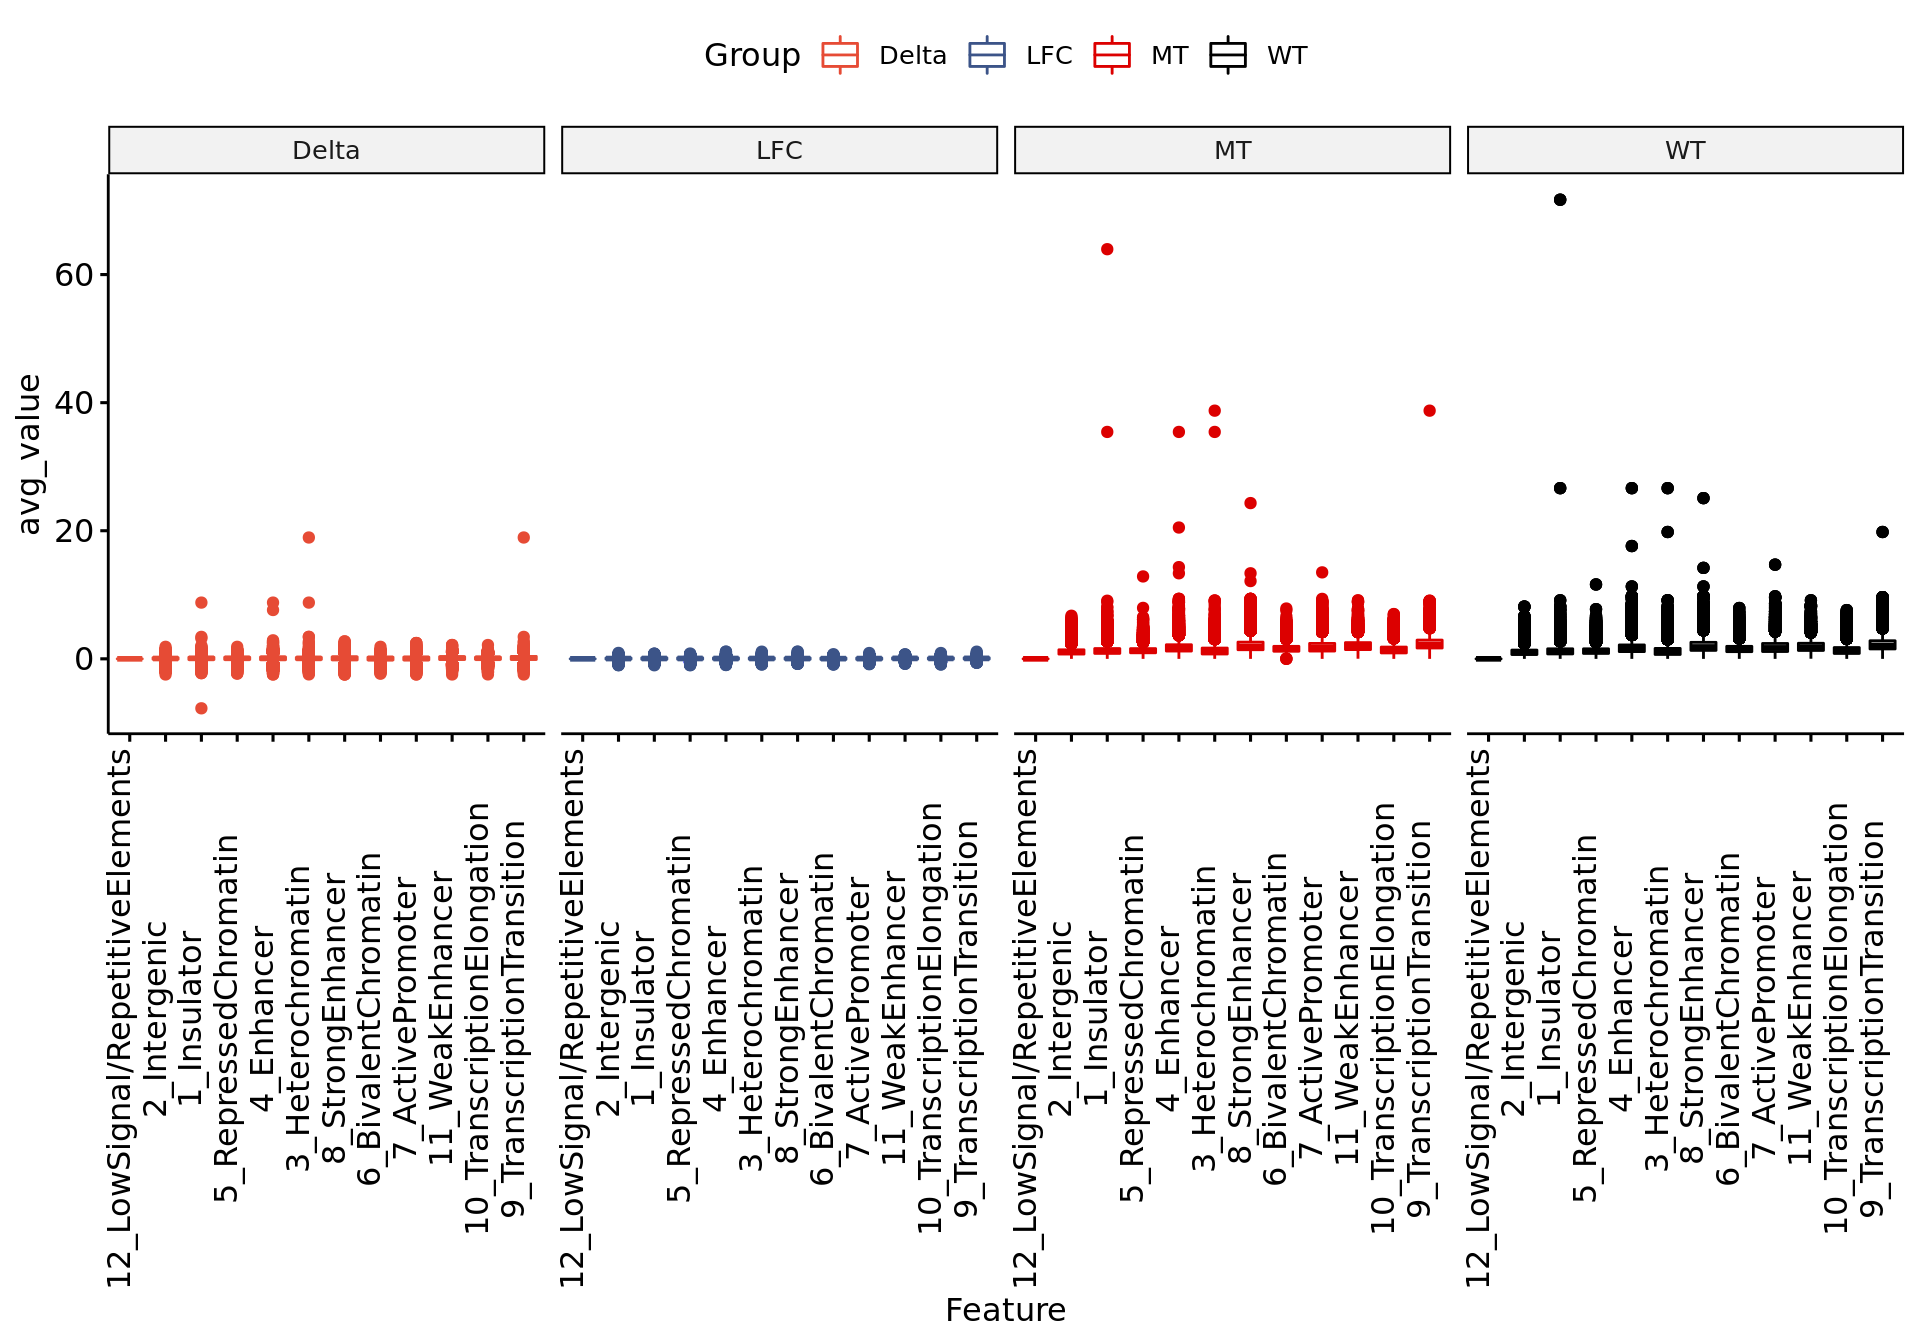 Group Delta LFC MT WT
Delta LFC MT WT
avg_value
60
40
20
0
12_LowSignal/RepetitiveElements
2_Intergenic
1_Insulator
5_RepressedChromatin
4_Enhancer
3_Heterochromatin
8_StrongEnhancer
6_BivalentChromatin
7_ActivePromoter
11_WeakEnhancer
10_TranscriptionElongation
9_TranscriptionTransition
12_LowSignal/RepetitiveElements
2_Intergenic
1_Insulator
5_RepressedChromatin
4_Enhancer
3_Heterochromatin
8_StrongEnhancer
6_BivalentChromatin
7_ActivePromoter
11_WeakEnhancer
10_TranscriptionElongation
9_TranscriptionTransition
12_LowSignal/RepetitiveElements
2_Intergenic
1_Insulator
5_RepressedChromatin
4_Enhancer
3_Heterochromatin
8_StrongEnhancer
6_BivalentChromatin
7_ActivePromoter
11_WeakEnhancer
10_TranscriptionElongation
9_TranscriptionTransition
12_LowSignal/RepetitiveElements
2_Intergenic
1_Insulator
5_RepressedChromatin
4_Enhancer
3_Heterochromatin
8_StrongEnhancer
6_BivalentChromatin
7_ActivePromoter
11_WeakEnhancer
10_TranscriptionElongation
9_TranscriptionTransition
Feature